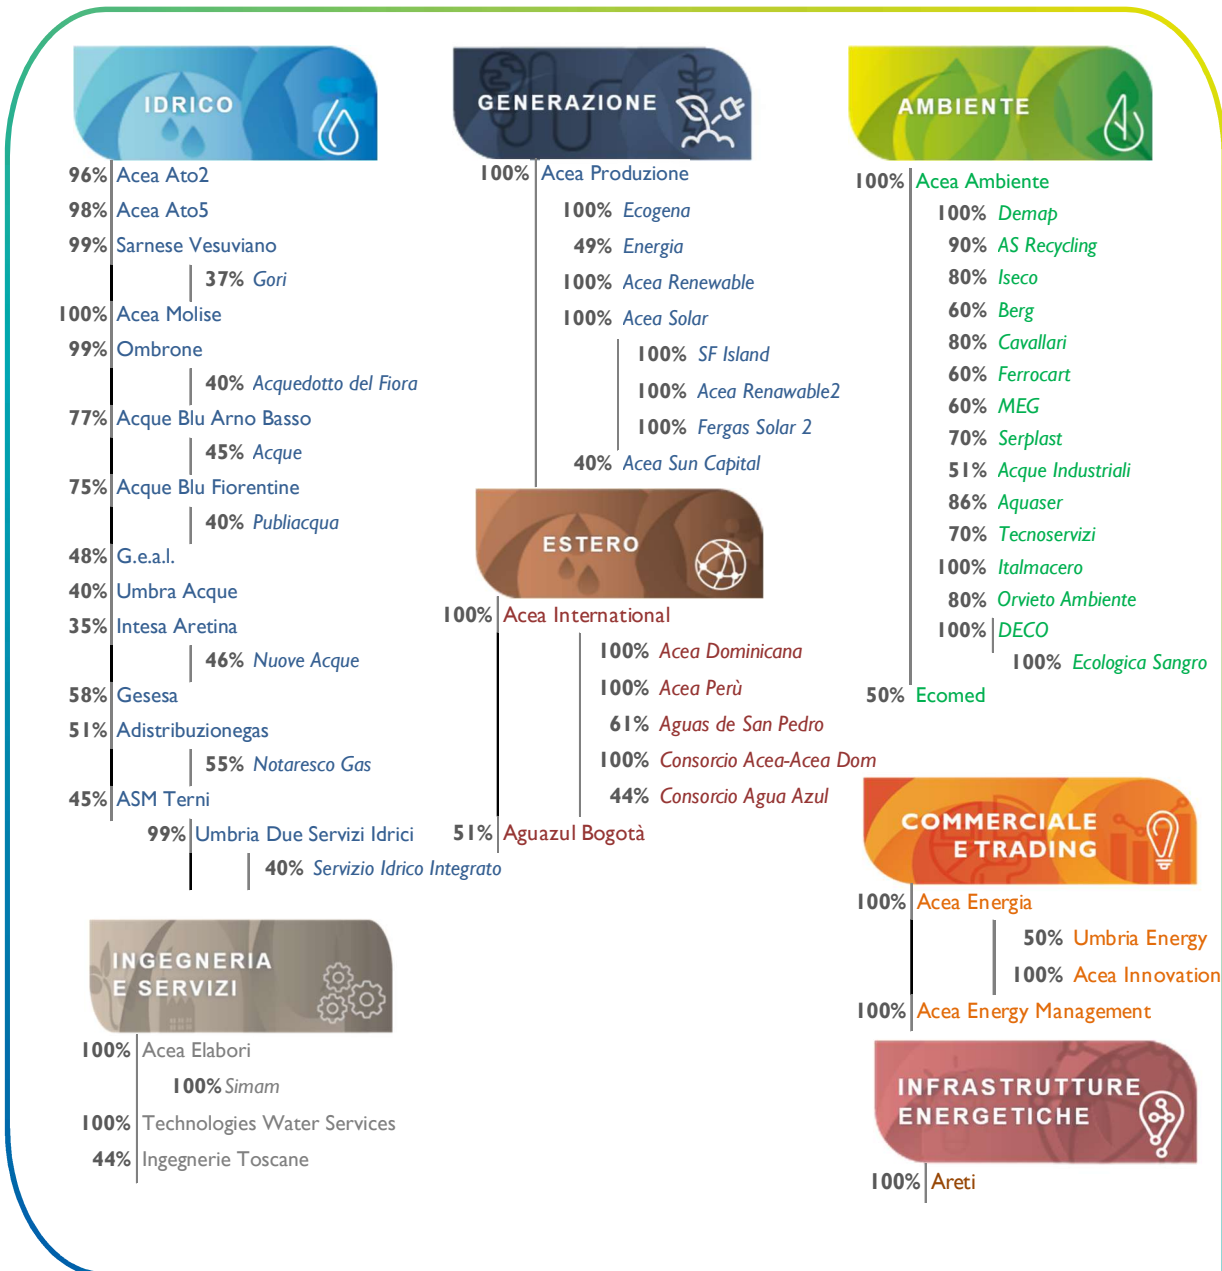 IDRICO
96% Acea Ato2
98% Acea Ato5
99% Sarnese Vesuviano
37% Gori
100% Acea Molise
99% Ombrone
40% Acquedotto del Fiora
77% Acque Blu Arno Basso
45% Acque
75% Acque Blu Fiorentine
40% Publiacqua
48% G.e.a.l.
40% Umbra Acque
35% Intesa Aretina
46% Nuove Acque
58% Gesesa
51% Adistribuzionegas
55% Notaresco Gas
45% ASM Terni
99% Umbria Due Servizi Idrici
40% Servizio Idrico Integrato
INGEGNERIA
E SERVIZI
100% Acea Elabori
100% Simam
100% Technologies Water Services
44% Ingegnerie Toscane
GENERAZIONE
100% Acea Produzione
100% Ecogena
49% Energia
100% Acea Renewable
100% Acea Solar
100% SF Island
100% Acea Renawable2
100% Fergas Solar 2
40% Acea Sun Capital
ESTERO
100% Acea International
100% Acea Dominicana
100% Acea Perù
61% Aguas de San Pedro
100% Consorcio Acea-Acea Dom
44% Consorcio Agua Azul
51% Aguazul Bogotà
AMBIENTE
100% Acea Ambiente
100% Demap
90% AS Recycling
80% Iseco
60% Berg
80% Cavallari
60% Ferrocart
60% MEG
70% Serplast
51% Acque Industriali
86% Aquaser
70% Tecnoservizi
100% Italmacero
80% Orvieto Ambiente
100% DECO
100% Ecologica Sangro
50% Ecomed
COMMERCIALE
E TRADING
100% Acea Energia
50% Umbria Energy
100% Acea Innovation
100% Acea Energy Management
INFRASTRUTTURE
ENERGETICHE
100% Areti